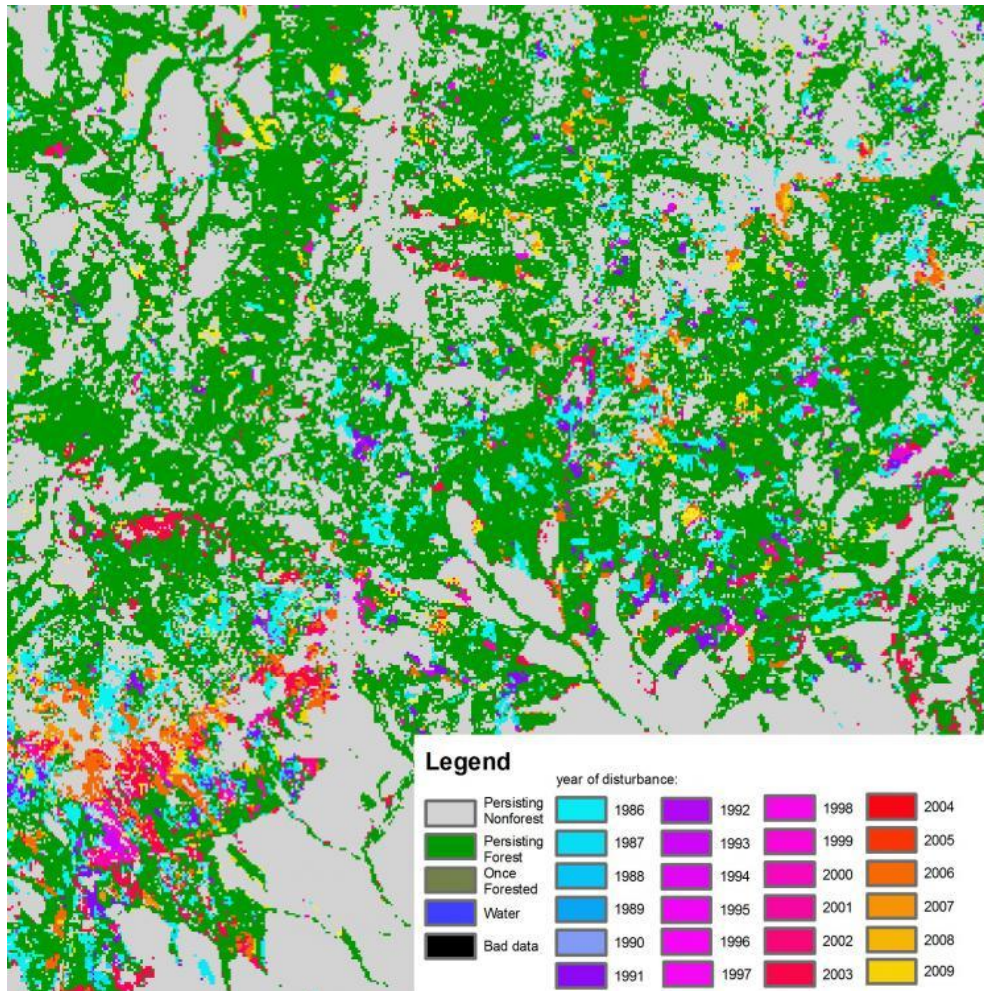 Legend
Persisting
Nonforest
Persisting
Forest
Once
Forested
Water
Bad data
year of disturbance:
1986
1987
1988
1989
1990
1991
1992
1993
1994
1995
1996
1997
1998
1999
2000
2001
2002
2003
2004
2005
2006
2007
2008
2009